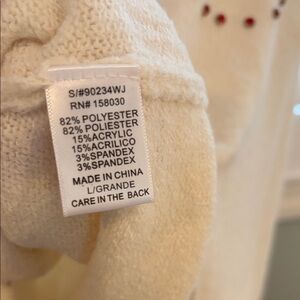 S/#90234WJ
RN# 158030
82% POLYESTER
82% POLIESTER
15%ACRYLIC
15%ACRILICO
3%SPANDEX
3%SPANDEX
MADE IN CHINA
L/GRANDE
CARE IN THE BACK